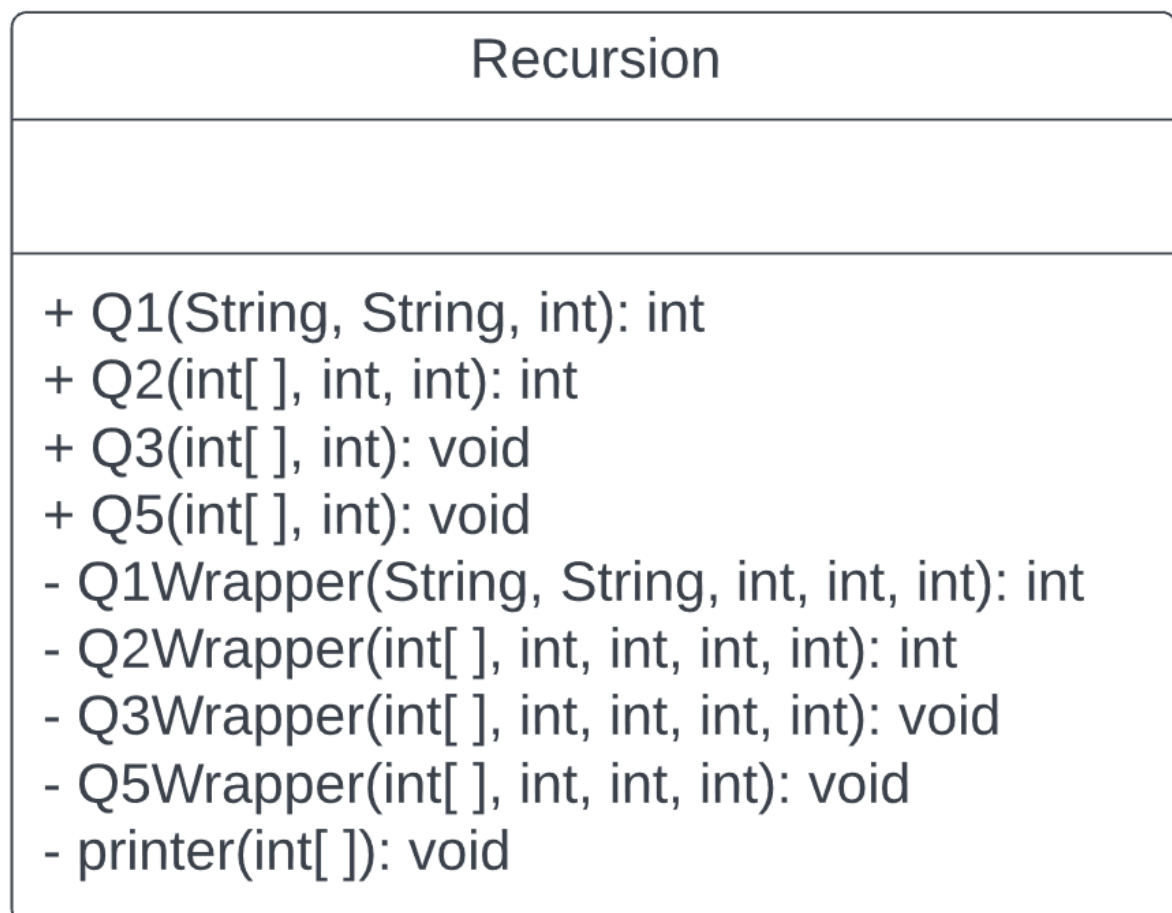 Recursion
+ Q1(String, String, int): int
+ Q2(int[ ], int, int): int
+ Q3(int[ ], int): void
+ Q5(int[ ], int): void
- Q1Wrapper(String, String, int, int, int): int
- Q2Wrapper(int[ ], int, int, int, int): int
- Q3Wrapper(int[ ], int, int, int, int): void
- Q5Wrapper(int[ ], int, int, int): void
- printer(int[ ]): void